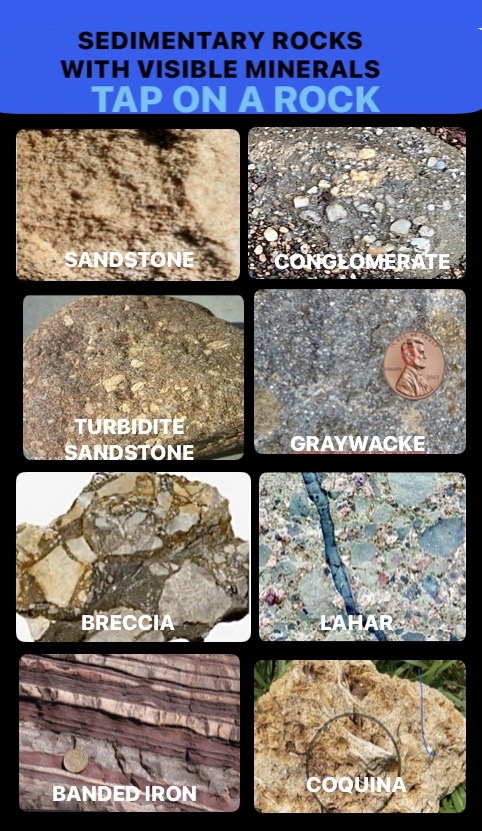 SEDIMENTARY ROCKS
WITH VISIBLE MINERALS
TAP ON A ROCK
SANDSTONE
CONGLOMERATE
TURBIDITE
SANDSTONE
GRAYWACKE
BRECCIA
LAHAR
BANDED IRON
COQUINA